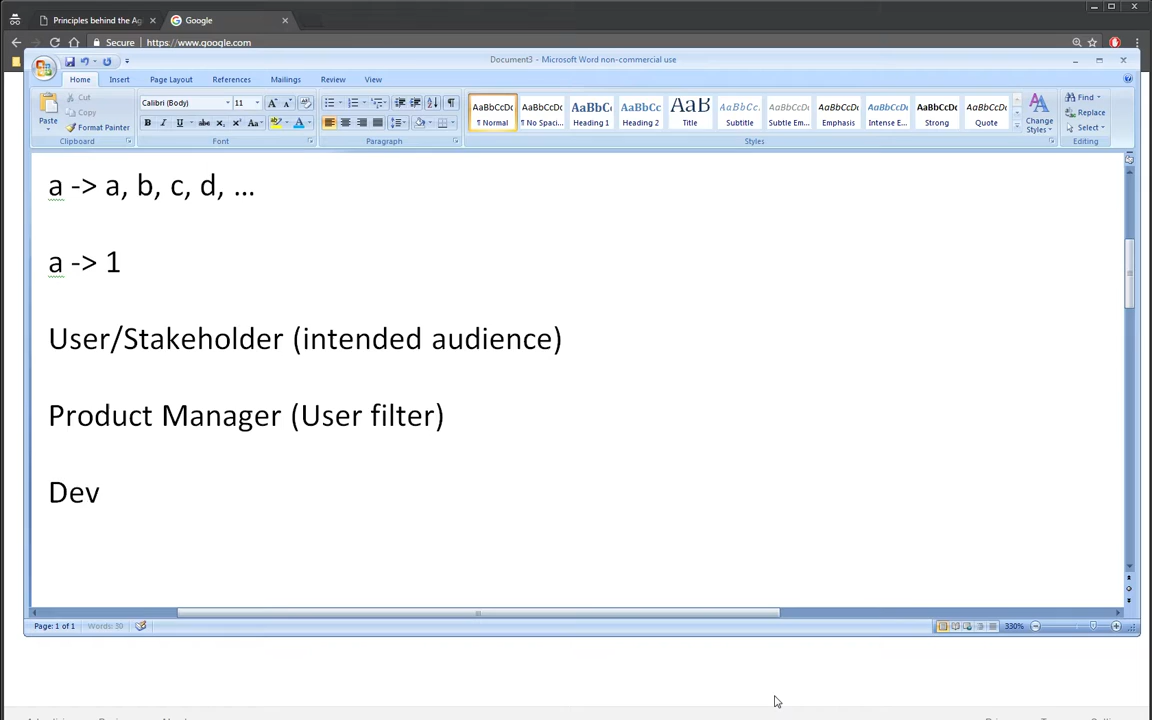 Principles behind the Ag
Google
Secure https://www.google.com
Document3 - Microsoft Word non-commercial use
Home Insert Page Layout References Mailings Review View
Paste
Cut
Copy
Format Painter
Clipboard
Calibri (Body) 11
Font
Paragraph
AaBbCcDc AaBbCcDc AaBbC AaBbCc AaB AaBbCc. AaBbCcDc AaBbCcDc AaBbCcDc AaBbCcDc AaBbCcDc
¶ Normal ¶ No Spaci... Heading 1 Heading 2 Title Subtitle Subtle Em... Emphasis Intense E... Strong Quote
Change Styles
Styles
Find
Replace
Select
Editing
a -> a, b, c, d, ...
a -> 1
User/Stakeholder (intended audience)
Product Manager (User filter)
Dev
Page: 1 of 1 Words: 30
330%